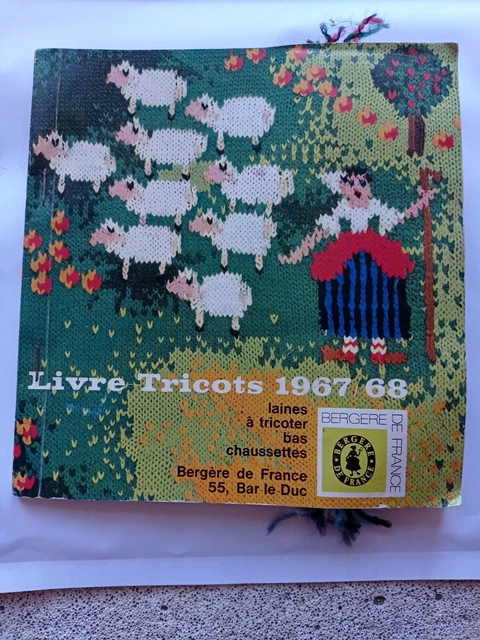 Livre Tricots 1967/68
laines
à tricoter
bas
chaussettes
Bergère de France
55, Bar-le-Duc
BERGERE
DE FRANCE
BERGÈRE
DE FRANCE